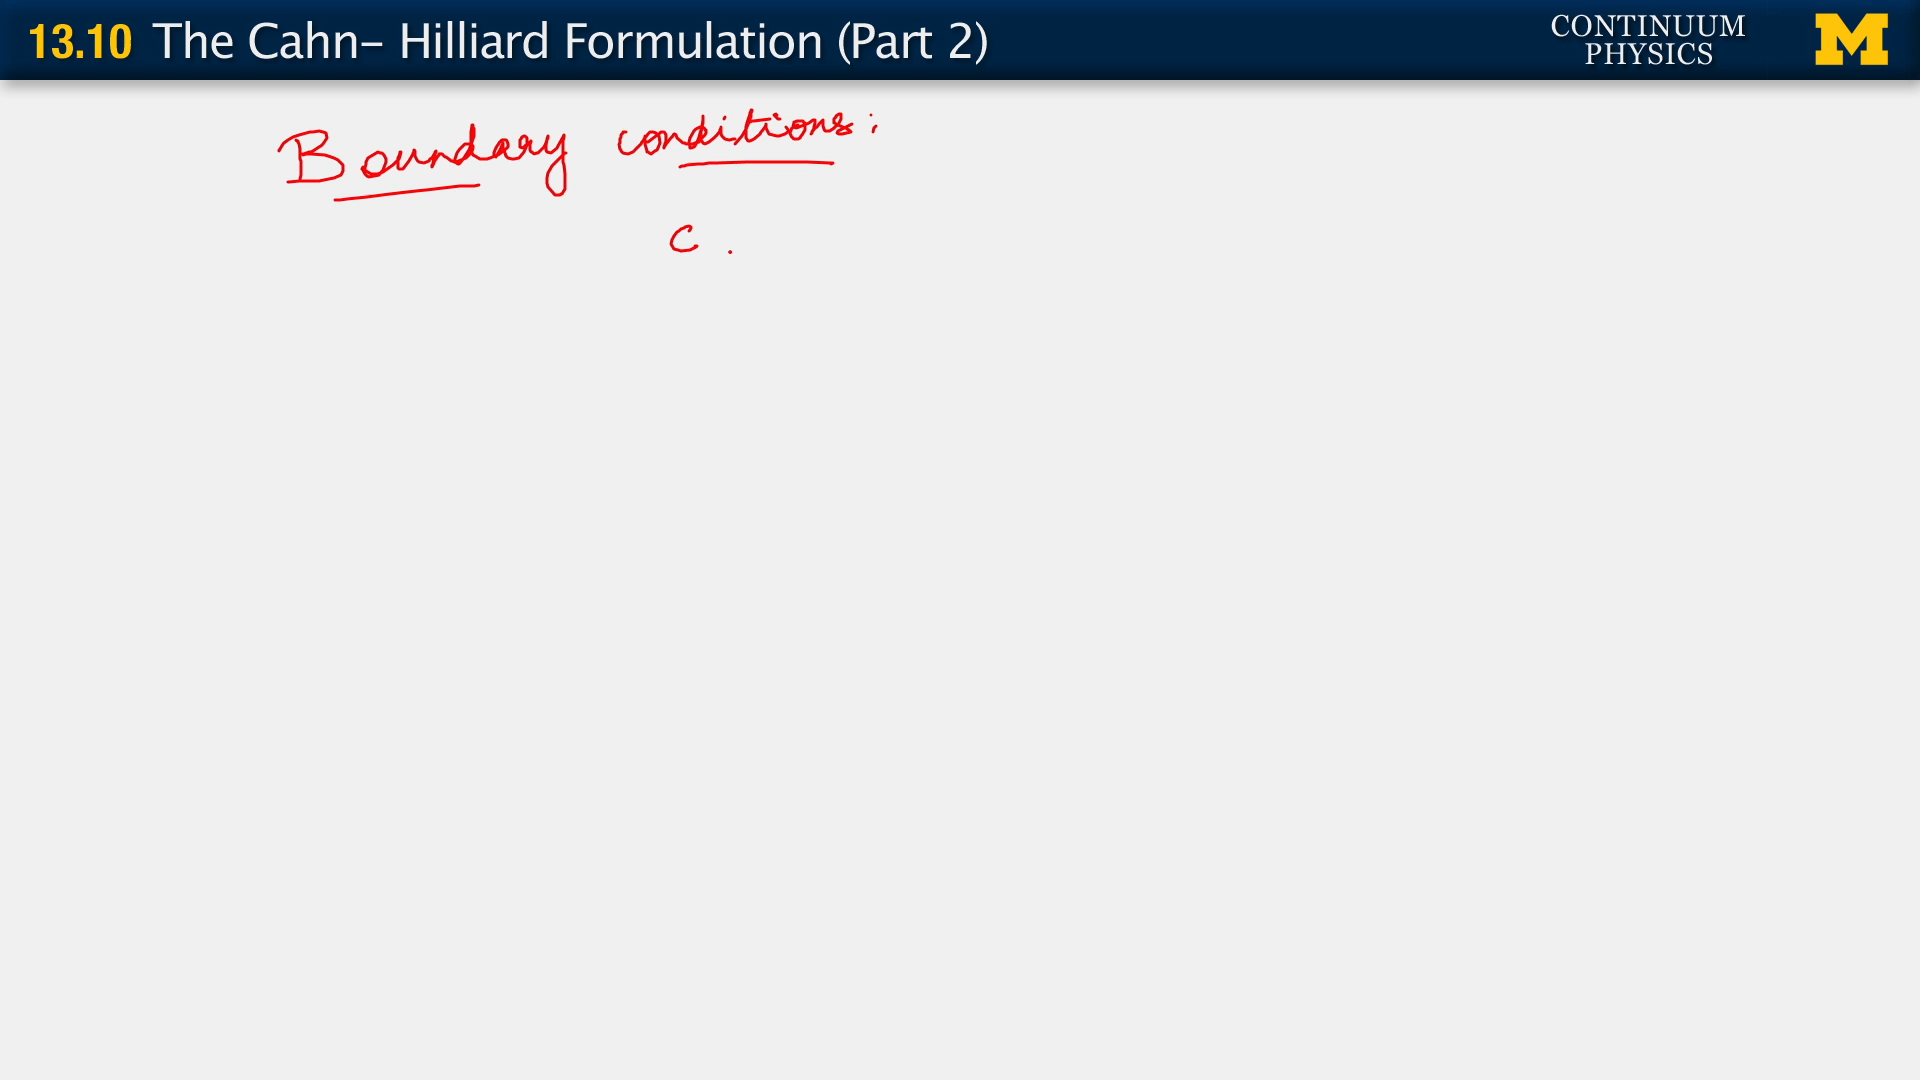 13.10 The Cahn– Hilliard Formulation (Part 2)
CONTINUUM
PHYSICS
M
Boundary conditions:
c .